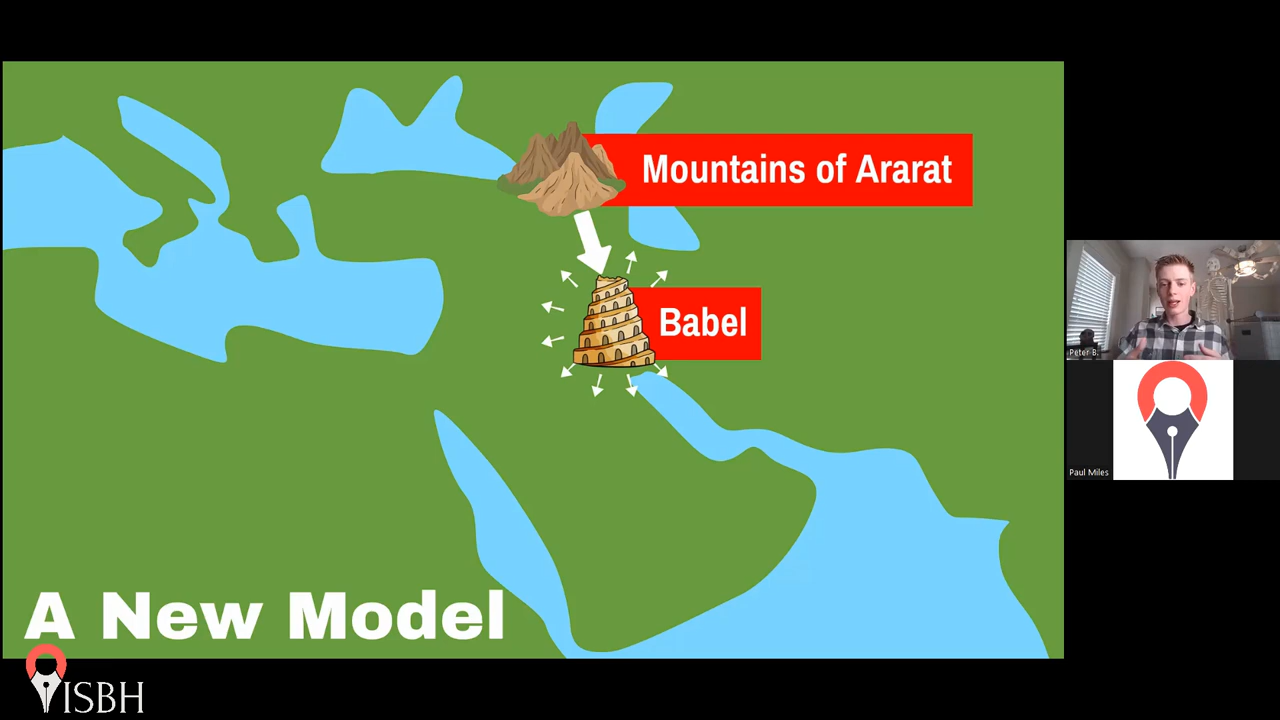 Mountains of Ararat
Babel
A New Model
ISBH
Peter B.
Paul Miles